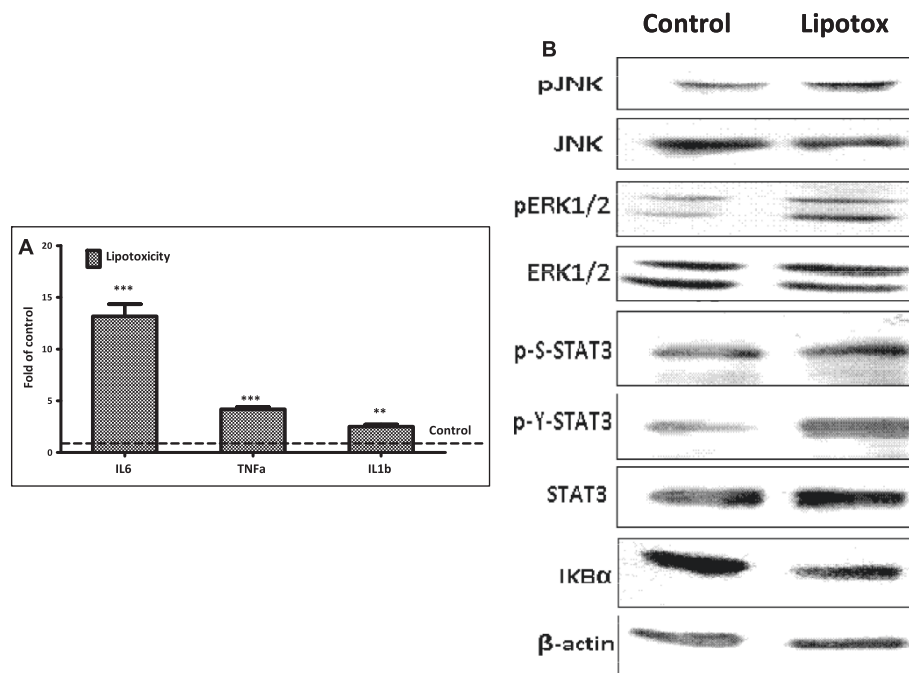 A
20
15
10
5
0
Fold of control
Lipotoxicity
***
***
**
Control
IL6
TNFa
IL1b
B
Control
Lipotox
pJNK
JNK
pERK1/2
ERK1/2
p-S-STAT3
p-Y-STAT3
STAT3
IKBα
β-actin